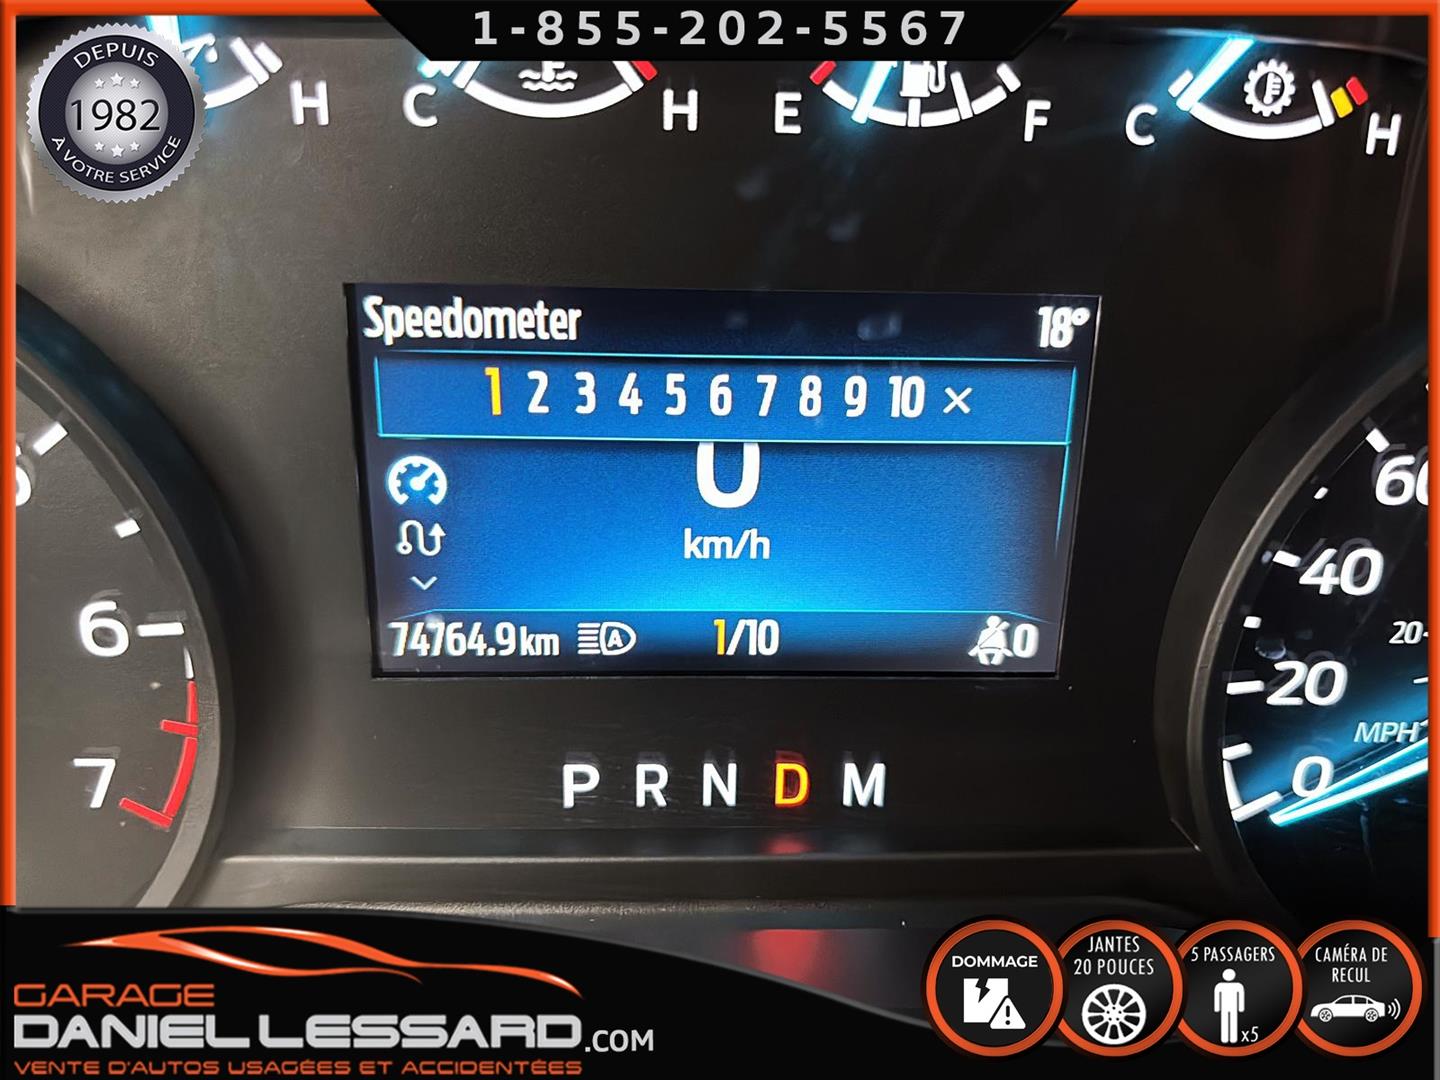 1-855-202-5567
DEPUIS
1982
A VOTRE SERVICE
H
C
H
E
F
C
H
Speedometer
18°
1 2 3 4 5 6 7 8 9 10 ×
0
km/h
74764.9 km
A
1/10
0
P R N D M
6
7
60
40
20
20
MPH
0
GARAGE
DANIEL LESSARD.COM
VENTE D'AUTOS USAGÉES ET ACCIDENTÉES
DOMMAGE
JANTES
20 POUCES
5 PASSAGERS
x5
CAMÉRA DE
RECUL